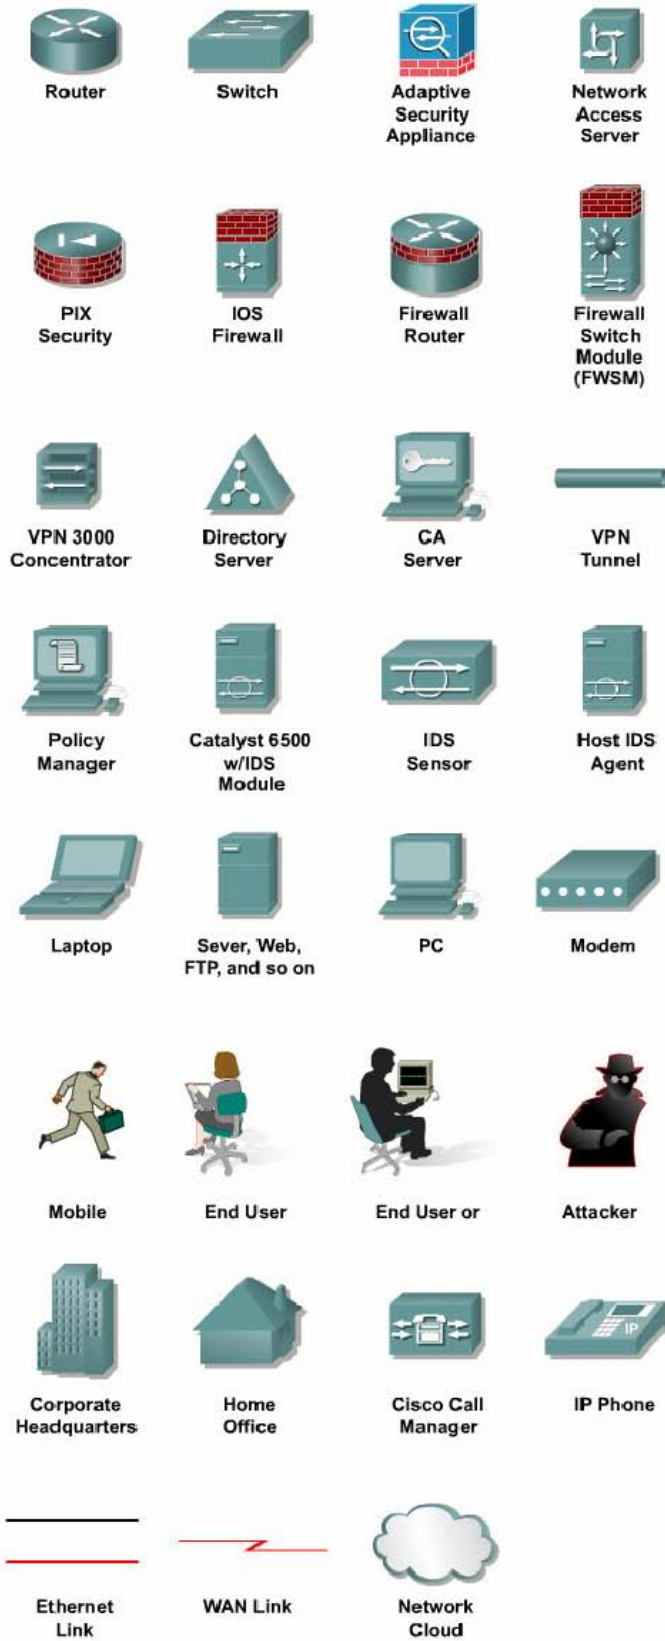 Router
Switch
Adaptive
Security
Appliance
Network
Access
Server
PIX
Security
IOS
Firewall
Firewall
Router
Firewall
Switch
Module
(FWSM)
VPN 3000
Concentrator
Directory
Server
CA
Server
VPN
Tunnel
Policy
Manager
Catalyst 6500
w/IDS
Module
IDS
Sensor
Host IDS
Agent
Laptop
Sever, Web,
FTP, and so on
PC
Modem
Mobile
End User
End User or
Attacker
Corporate
Headquarters
Home
Office
Cisco Call
Manager
IP
IP Phone
Ethernet
Link
WAN Link
Network
Cloud